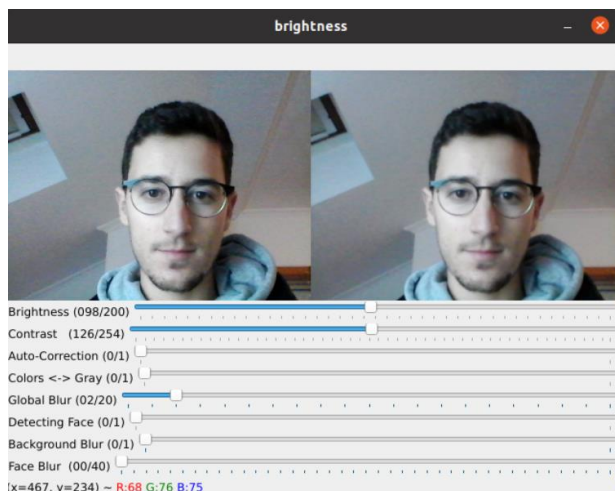 brightness
Brightness (098/200)
Contrast (126/254)
Auto-Correction (0/1)
Colors <-> Gray (0/1)
Global Blur (02/20)
Detecting Face (0/1)
Background Blur (0/1)
Face Blur (00/40)
(x=467, y=234) ~ R:68 G:76 B:75